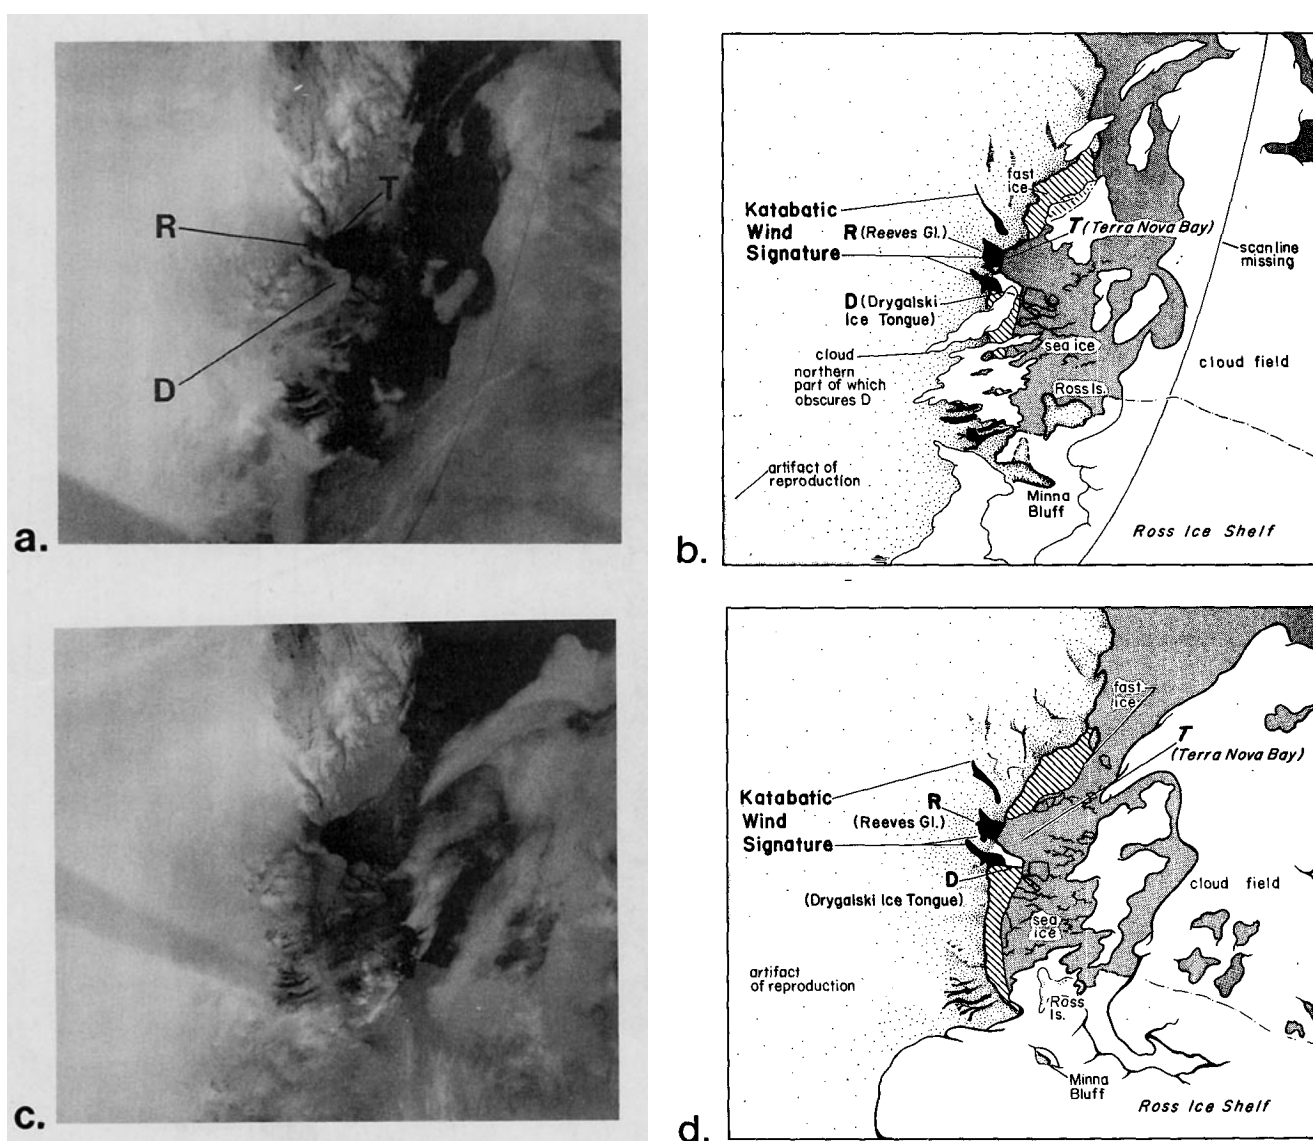 T
R
D
a.
fast
ice
Katabatic
Wind
Signature
R (Reeves Gl.)
T (Terra Nova Bay)
scan line
missing
D (Drygalski
Ice Tongue)
cloud
northern
part of which
obscures D
sea ice
cloud field
Ross Is.
artifact of
reproduction
Minna
Bluff
Ross Ice Shelf
b.
c.
fast
ice
T
(Terra Nova Bay)
Katabatic
Wind
Signature
R
(Reeves Gl.)
D
(Drygalski Ice Tongue)
cloud field
sea
ice
artifact
of reproduction
Ross
Is.
Minna
Bluff
Ross Ice Shelf
d.